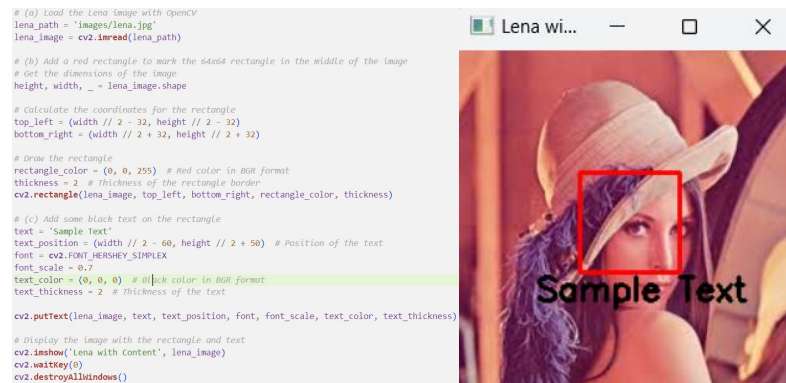 # (a) Load the Lena image with OpenCV
lena_path = 'images/lena.jpg'
lena_image = cv2.imread(lena_path)
# (b) Add a red rectangle to mark the 64x64 rectangle in the middle of the image
# Get the dimensions of the image
height, width, _ = lena_image.shape
# Calculate the coordinates for the rectangle
top_left = (width // 2 - 32, height // 2 - 32)
bottom_right = (width // 2 + 32, height // 2 + 32)
# Draw the rectangle
rectangle_color = (0, 0, 255)  # Red color in BGR format
thickness = 2  # Thickness of the rectangle border
cv2.rectangle(lena_image, top_left, bottom_right, rectangle_color, thickness)
# (c) Add some black text on the rectangle
text = 'Sample Text'
text_position = (width // 2 - 60, height // 2 + 50)  # Position of the text
font = cv2.FONT_HERSHEY_SIMPLEX
font_scale = 0.7
text_color = (0, 0, 0)  # Black color in BGR format
text_thickness = 2  # Thickness of the text
cv2.putText(lena_image, text, text_position, font, font_scale, text_color, text_thickness)
# Display the image with the rectangle and text
cv2.imshow('Lena with Content', lena_image)
cv2.waitKey(0)
cv2.destroyAllWindows()
Lena wi...
Sample Text